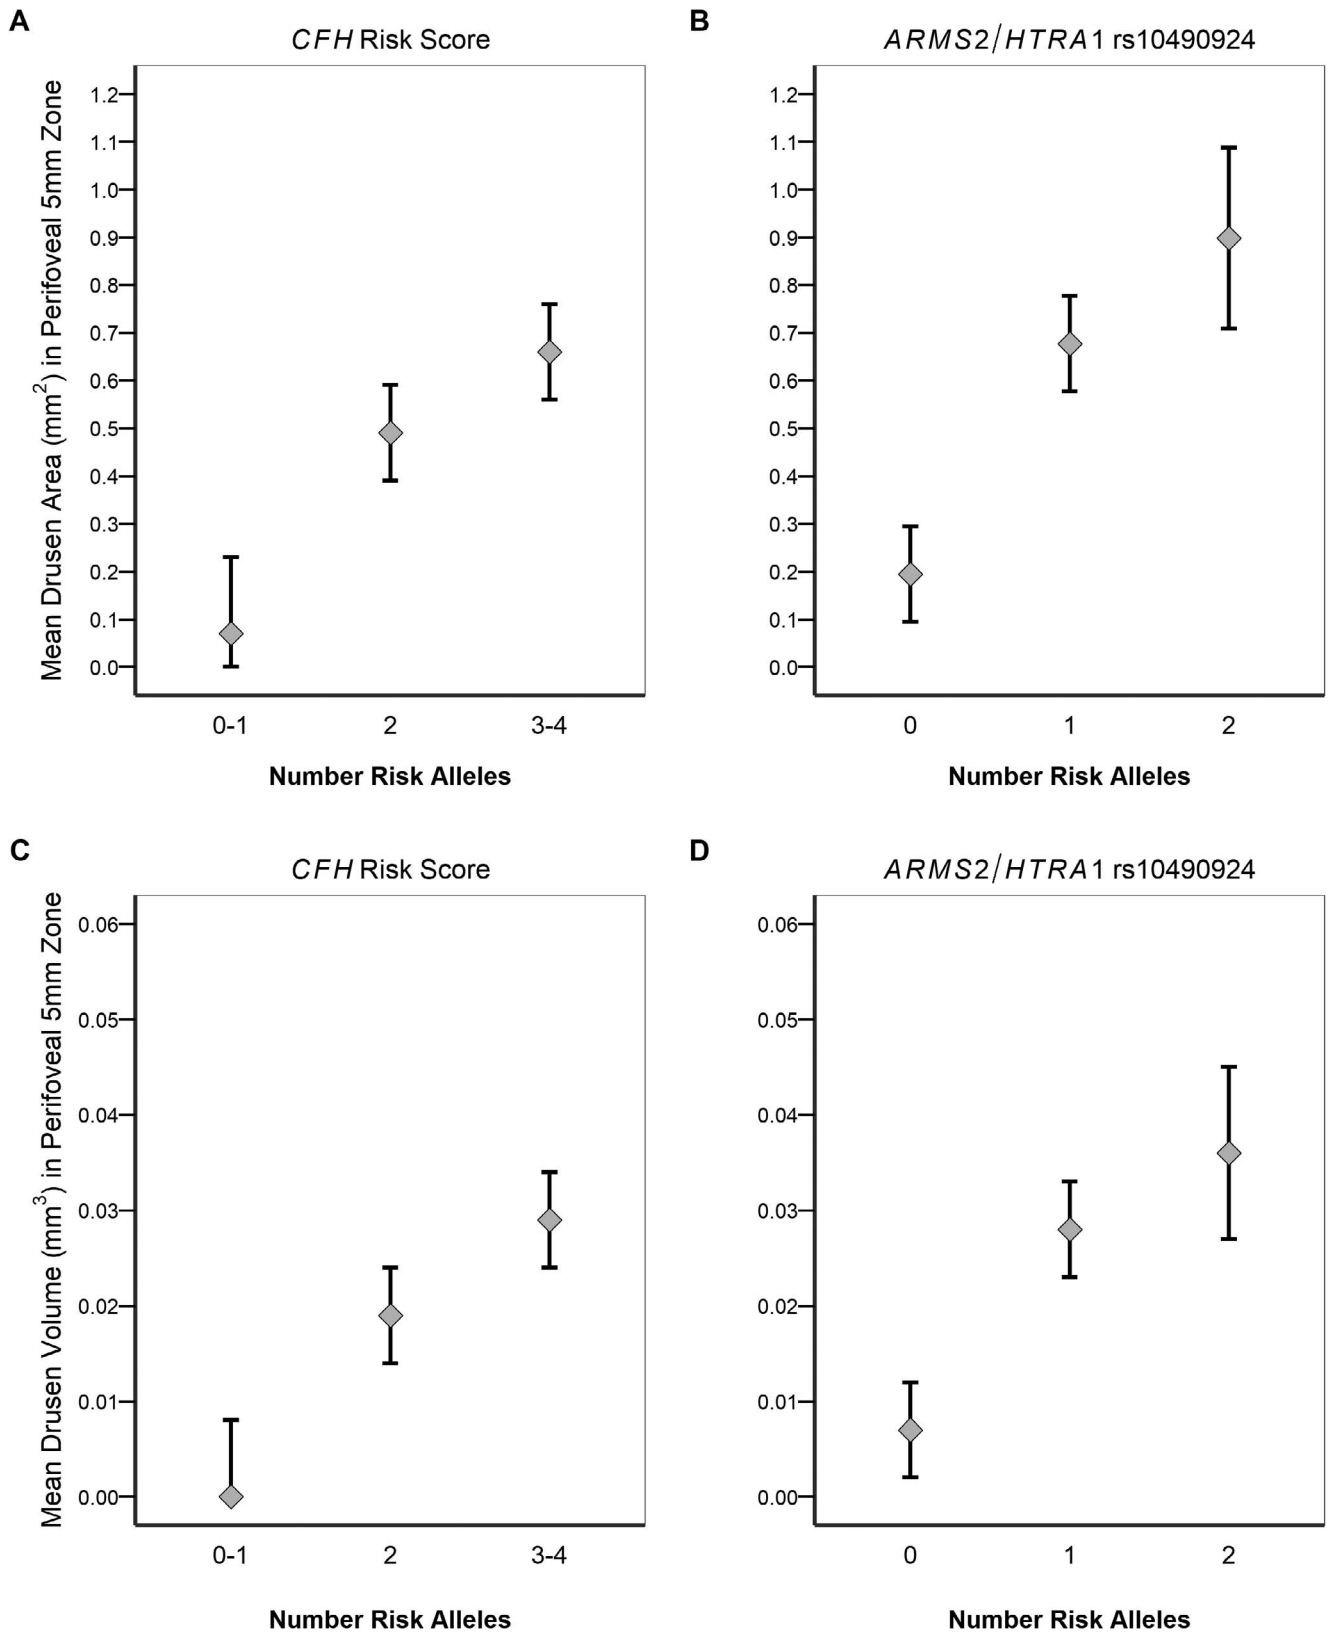 A
CFH Risk Score
Mean Drusen Area (mm²) in Perifoveal 5mm Zone
1.2
1.1
1.0
0.9
0.8
0.7
0.6
0.5
0.4
0.3
0.2
0.1
0.0
0-1 2 3-4
Number Risk Alleles
B
ARMS2/HTRA1 rs10490924
1.2
1.1
1.0
0.9
0.8
0.7
0.6
0.5
0.4
0.3
0.2
0.1
0.0
0 1 2
Number Risk Alleles
C
CFH Risk Score
Mean Drusen Volume (mm³) in Perifoveal 5mm Zone
0.06
0.05
0.04
0.03
0.02
0.01
0.00
0-1 2 3-4
Number Risk Alleles
D
ARMS2/HTRA1 rs10490924
0.06
0.05
0.04
0.03
0.02
0.01
0.00
0 1 2
Number Risk Alleles